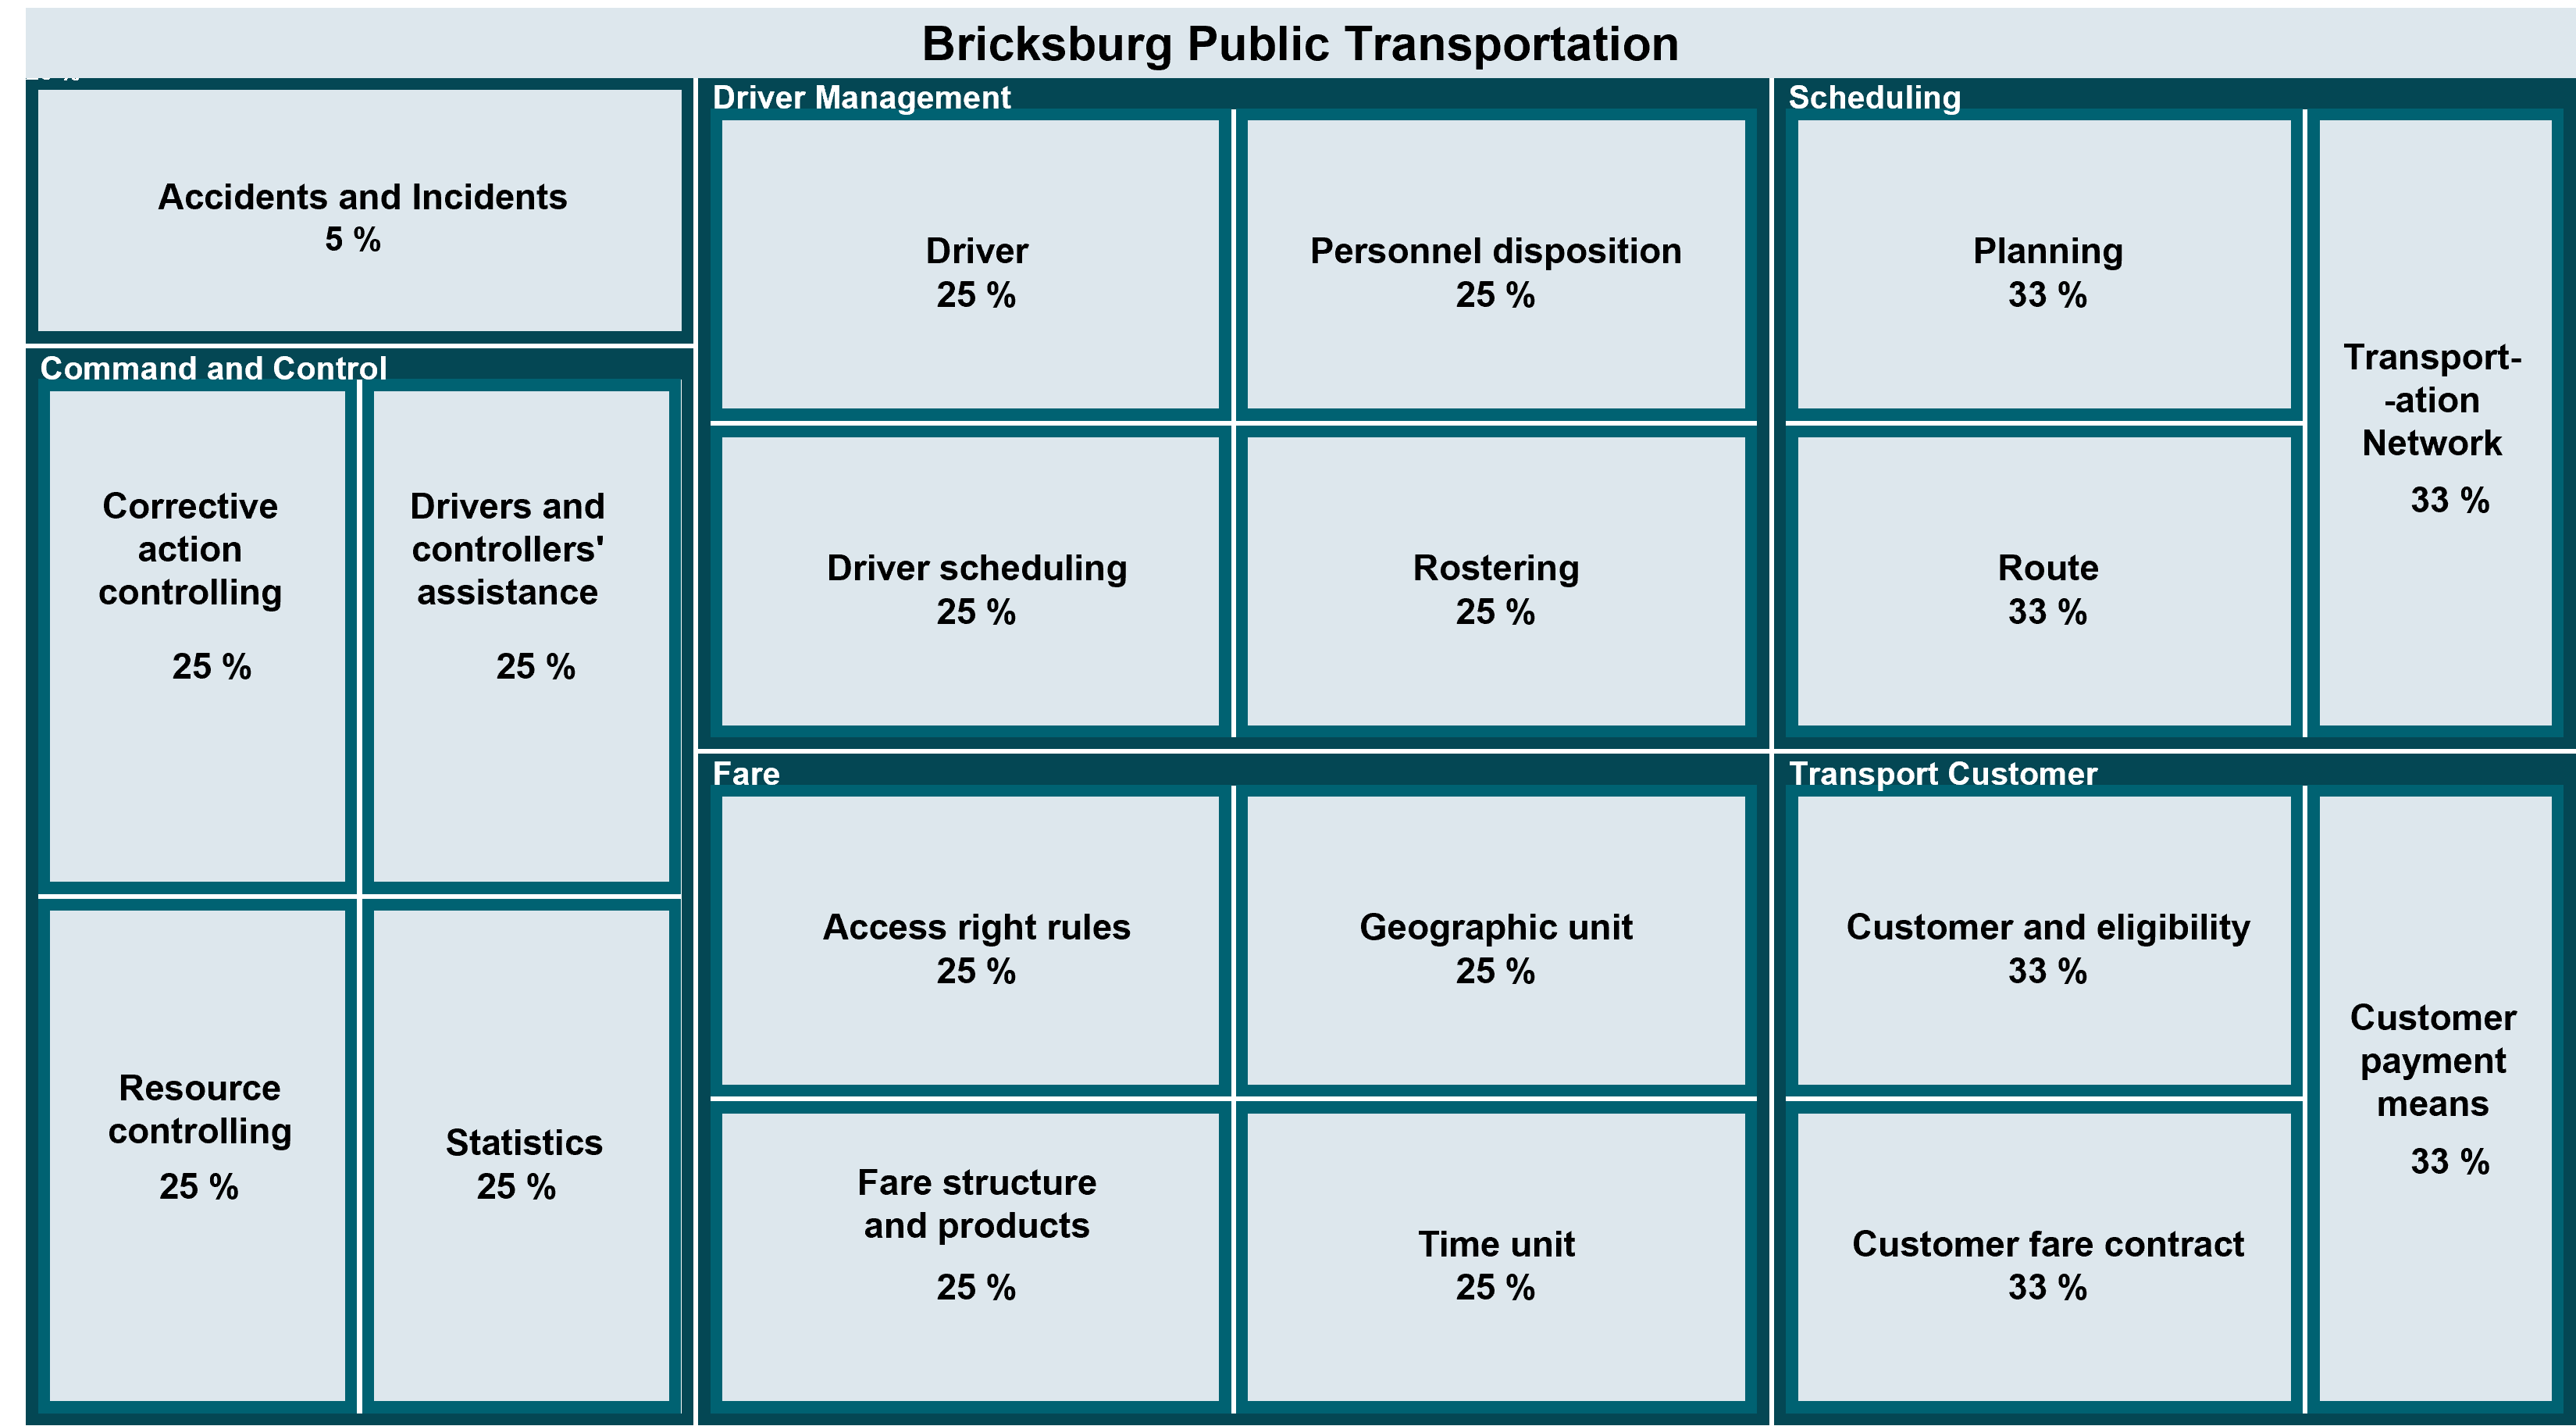 Bricksburg Public Transportation
Accidents and Incidents
5 %
Command and Control
Corrective
action
controlling
25 %
Drivers and
controllers'
assistance
25 %
Resource
controlling
25 %
Statistics
25 %
Driver Management
Driver
25 %
Personnel disposition
25 %
Driver scheduling
25 %
Rostering
25 %
Fare
Access right rules
25 %
Geographic unit
25 %
Fare structure
and products
25 %
Time unit
25 %
Scheduling
Planning
33 %
Route
33 %
Transport-
-ation
Network
33 %
Transport Customer
Customer and eligibility
33 %
Customer fare contract
33 %
Customer
payment
means
33 %